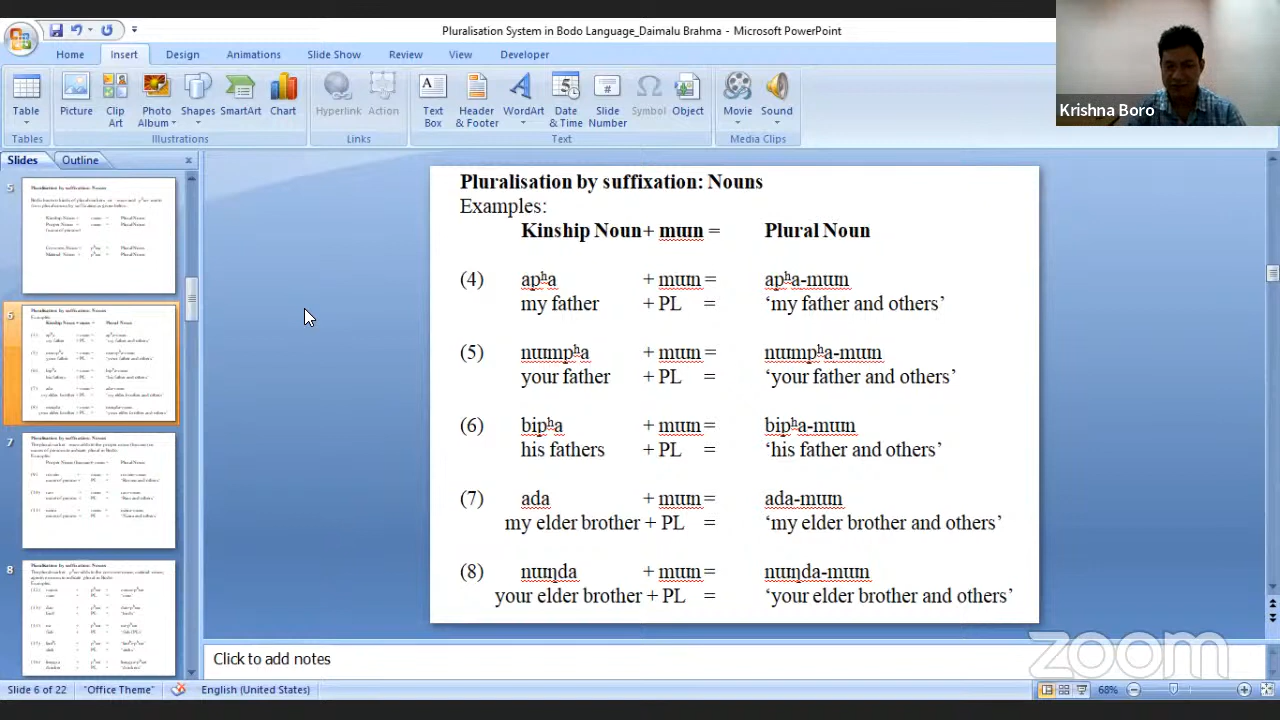 Pluralisation System in Bodo Language_Daimalu Brahma - Microsoft PowerPoint
Home Insert Design Animations Slide Show Review View Developer
Table Picture Clip Art Photo Album Shapes SmartArt Chart Hyperlink Action Text Box Header & Footer WordArt Date & Time Slide Number Symbol Object Movie Sound
Tables Illustrations Links Text Media Clips
Krishna Boro
Slides Outline
5
6
7
8
Pluralisation by suffixation: Nouns
Examples:
Kinship Noun+ mɯn = Plural Noun
(4) apʰa + mɯn = apʰa-mɯn
my father + PL = ‘my father and others’
(5) nɯmpʰa + mɯn = nɯmpʰa-mɯn
your father + PL = ‘your father and others’
(6) bipʰa + mɯn = bipʰa-mɯn
his fathers + PL = ‘his father and others’
(7) ada + mɯn = ada-mɯn
my elder brother + PL = ‘my elder brother and others’
(8) + mɯn =
your elder brother + PL = ‘your elder brother and others’
Click to add notes
zoom
Slide 6 of 22 "Office Theme" English (United States) 68%